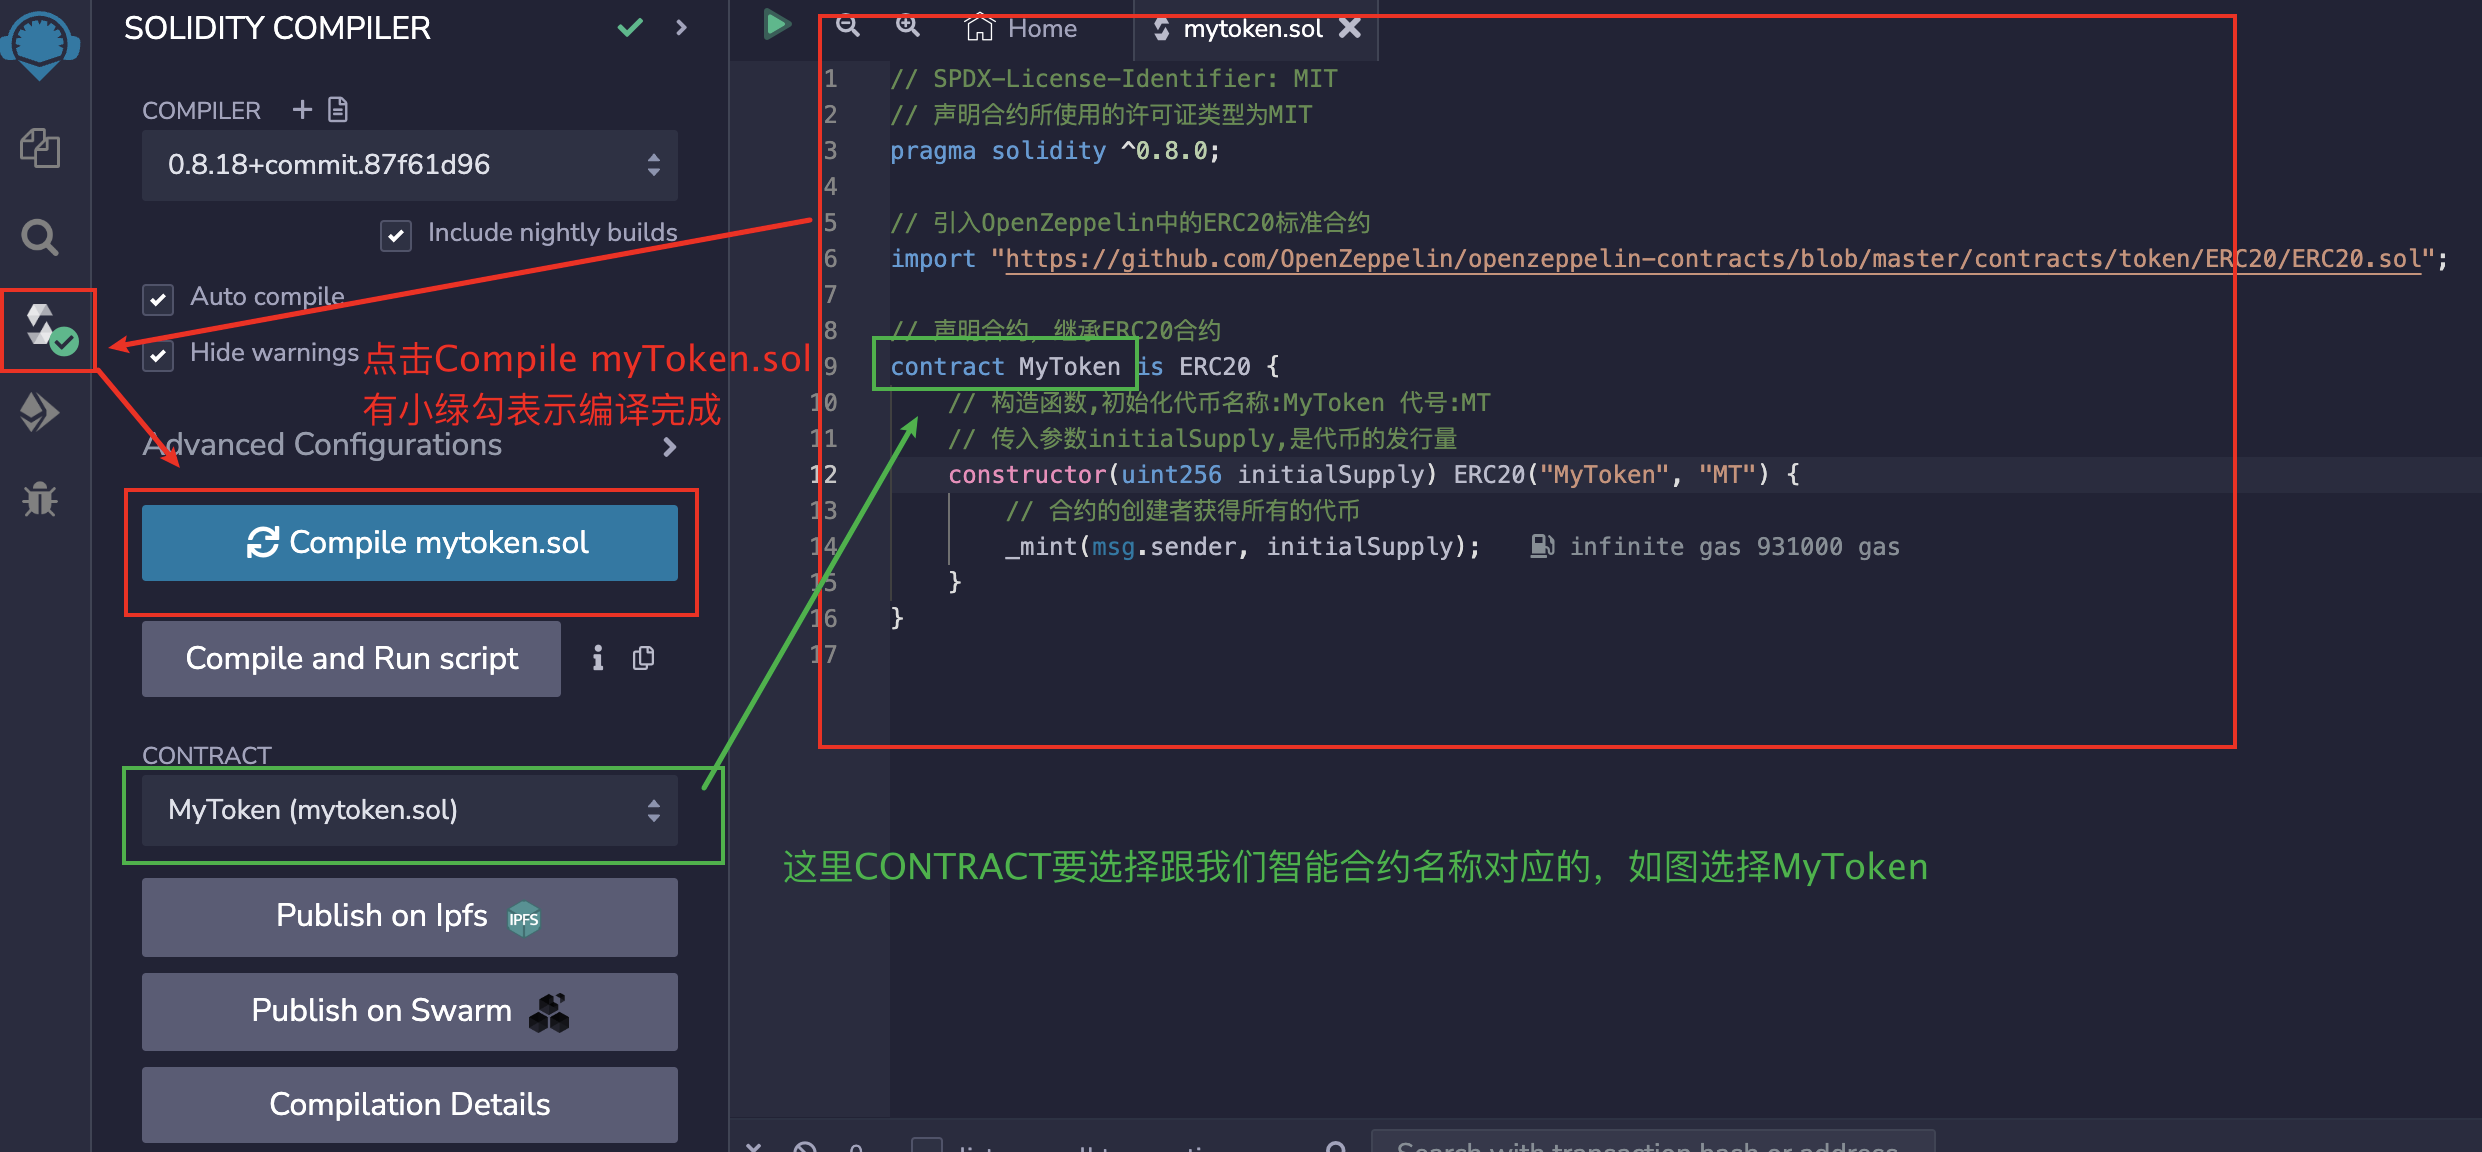 SOLIDITY COMPILER
COMPILER
0.8.18+commit.87f61d96
Include nightly builds
Auto compile
Hide warnings
点击Compile myToken.sol
有小绿勾表示编译完成
Advanced Configurations
Compile mytoken.sol
Compile and Run script
CONTRACT
MyToken (mytoken.sol)
Publish on Ipfs
IPFS
Publish on Swarm
Compilation Details
Home
mytoken.sol
1 // SPDX-License-Identifier: MIT
2 // 声明合约所使用的许可证类型为MIT
3 pragma solidity ^0.8.0;
4
5 // 引入OpenZeppelin中的ERC20标准合约
6 import "https://github.com/OpenZeppelin/openzeppelin-contracts/blob/master/contracts/token/ERC20/ERC20.sol";
7
8 // 声明合约, 继承ERC20合约
9 contract MyToken is ERC20 {
10 // 构造函数,初始化代币名称:MyToken 代号:MT
11 // 传入参数initialSupply,是代币的发行量
12 constructor(uint256 initialSupply) ERC20("MyToken", "MT") {
13 // 合约的创建者获得所有的代币
14 _mint(msg.sender, initialSupply); infinite gas 931000 gas
15 }
16 }
17
这里CONTRACT要选择跟我们智能合约名称对应的，如图选择MyToken
Search with transaction hash or address